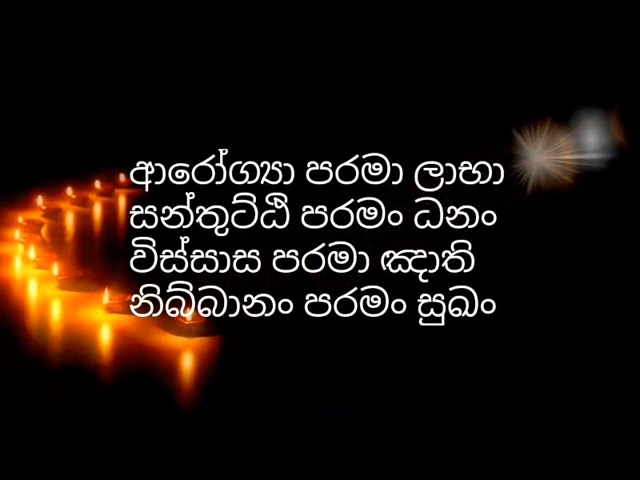 ආරෝග්‍යා පරමා ලාභා
සන්තුට්ඨි පරමං ධනං
විස්සාස පරමා ඤාති
නිබ්බානං පරමං සුඛං